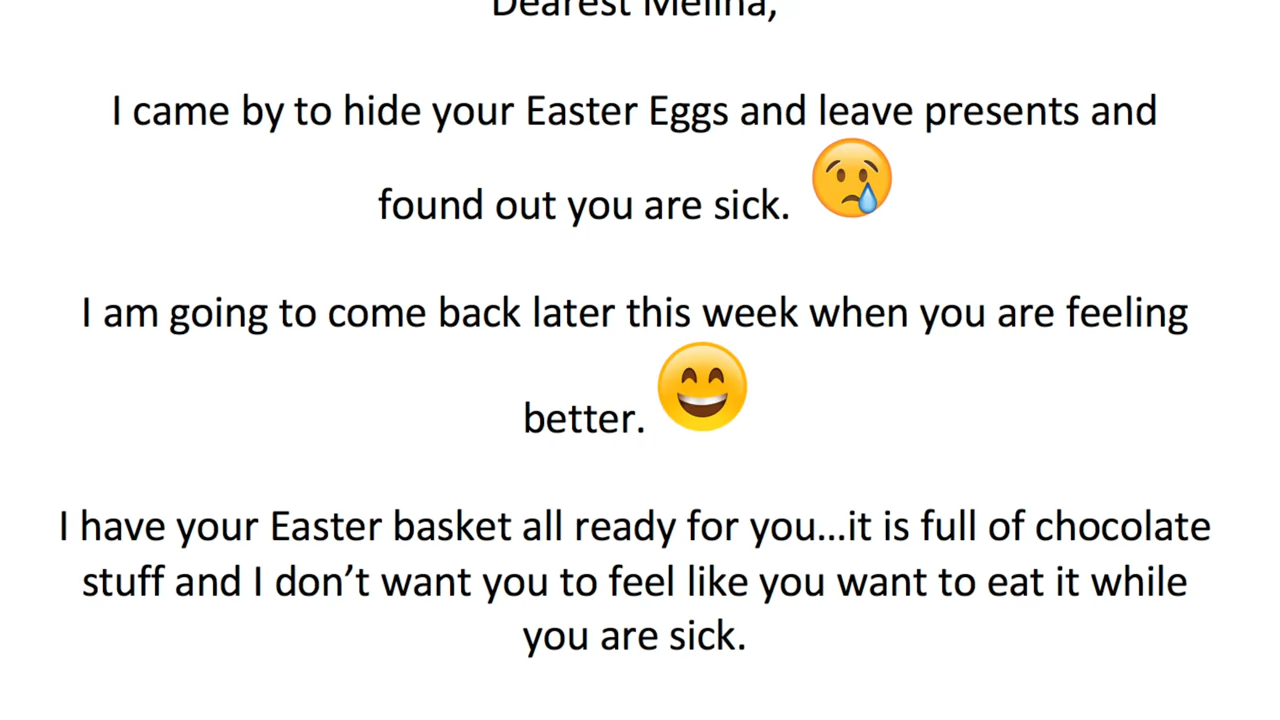 Dearest Melina,
I came by to hide your Easter Eggs and leave presents and
found out you are sick. 😢
I am going to come back later this week when you are feeling
better. 😄
I have your Easter basket all ready for you...it is full of chocolate
stuff and I don’t want you to feel like you want to eat it while
you are sick.